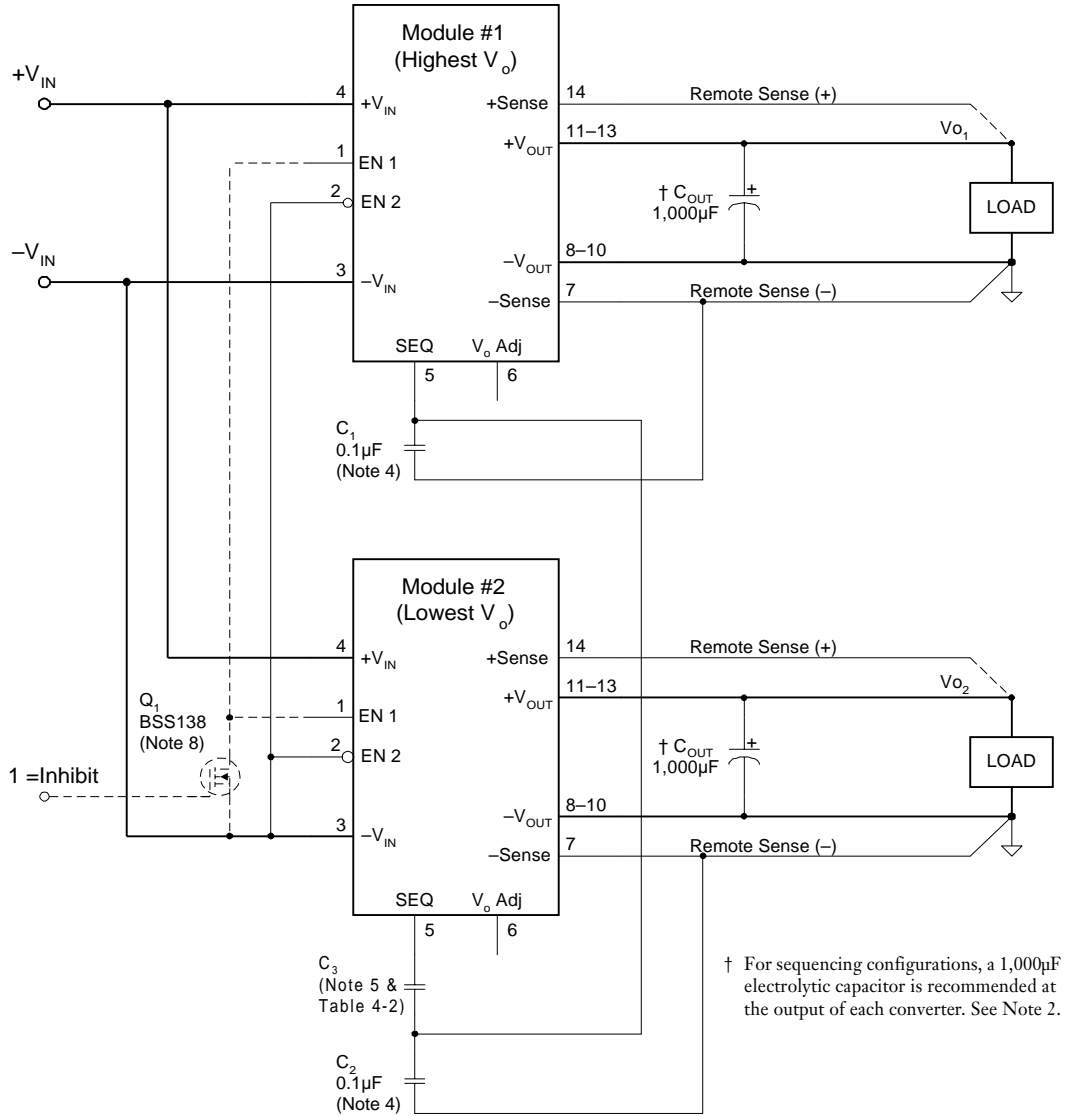 Module #1
(Highest Vo)
+VIN
4
+VIN
+Sense
14
Remote Sense (+)
11–13
+VOUT
Vo1
1
EN 1
2
EN 2
† COUT
1,000µF
+
LOAD
–VIN
3
–VIN
8–10
–VOUT
7
–Sense
Remote Sense (–)
SEQ
Vo Adj
5
6
C1
0.1µF
(Note 4)
Module #2
(Lowest Vo)
4
+VIN
+Sense
14
Remote Sense (+)
11–13
+VOUT
Vo2
Q1
BSS138
(Note 8)
1
EN 1
2
EN 2
† COUT
1,000µF
+
LOAD
1 =Inhibit
3
–VIN
8–10
–VOUT
7
–Sense
Remote Sense (–)
SEQ
Vo Adj
5
6
C3
(Note 5 &
Table 4-2)
† For sequencing configurations, a 1,000µF
electrolytic capacitor is recommended at
the output of each converter. See Note 2.
C2
0.1µF
(Note 4)